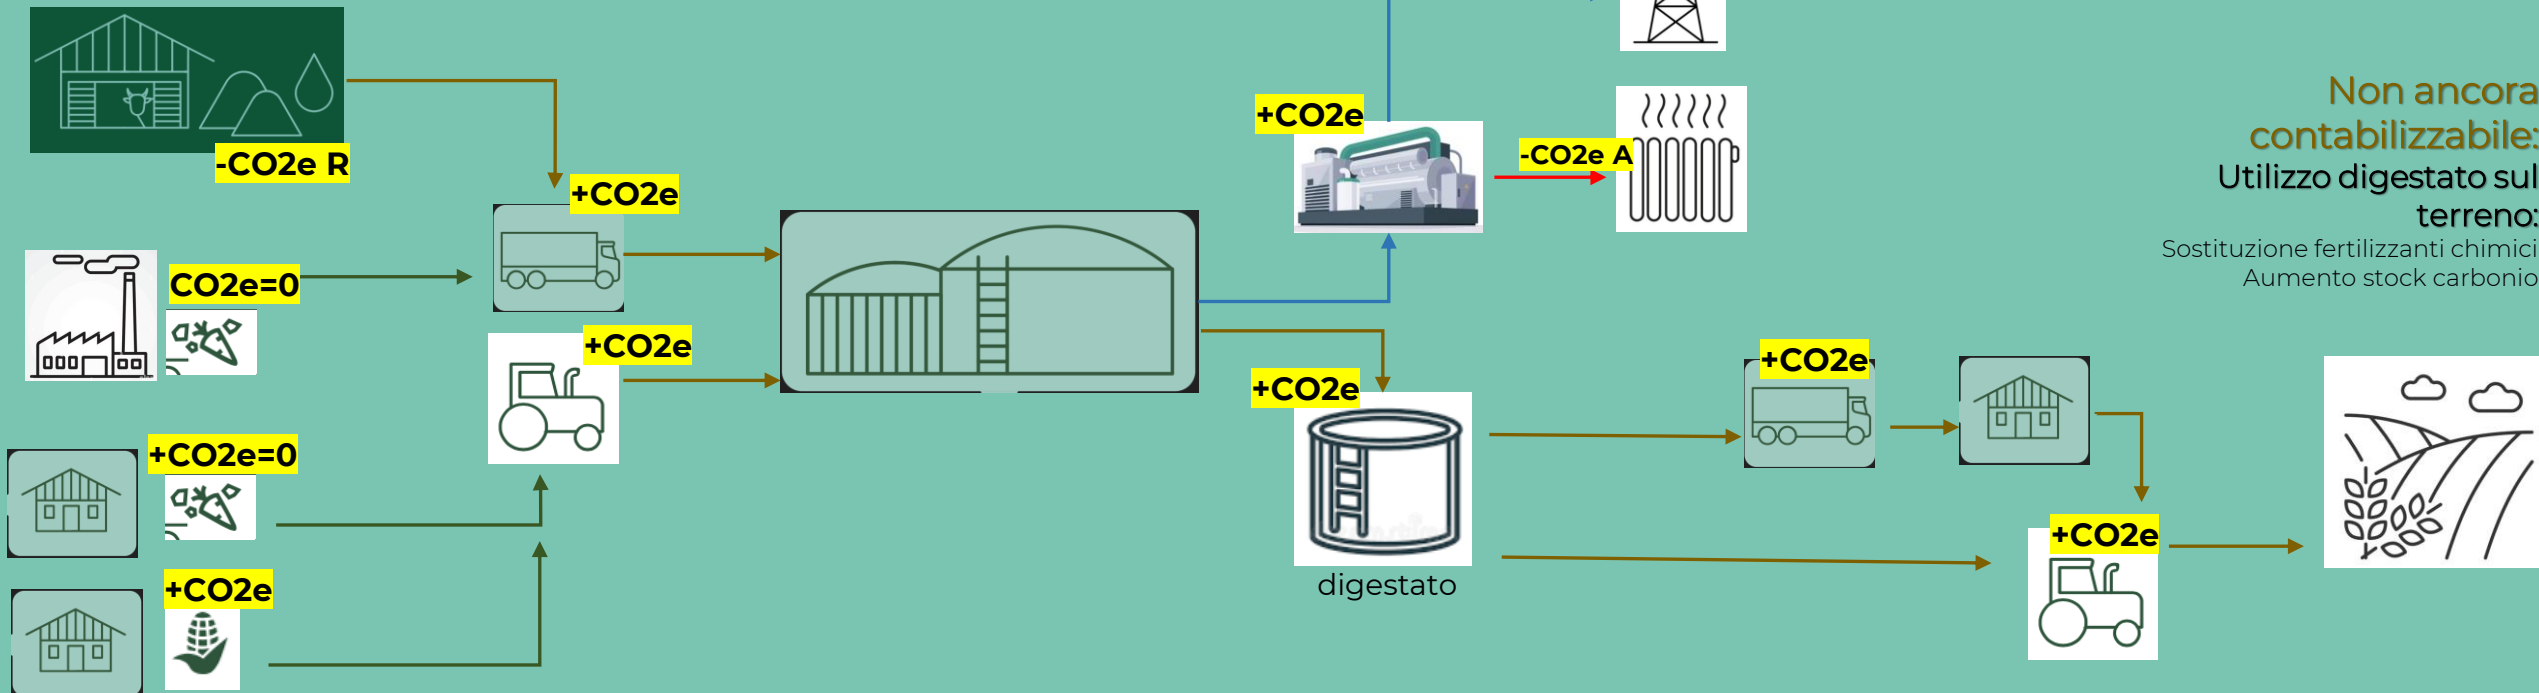 -CO2e R
+CO2e
CO2e=0
+CO2e
+CO2e=0
+CO2e
+CO2e
-CO2e A
+CO2e
digestato
+CO2e
+CO2e
Non ancora
contabilizzabile:
Utilizzo digestato sul
terreno:
Sostituzione fertilizzanti chimici
Aumento stock carbonio